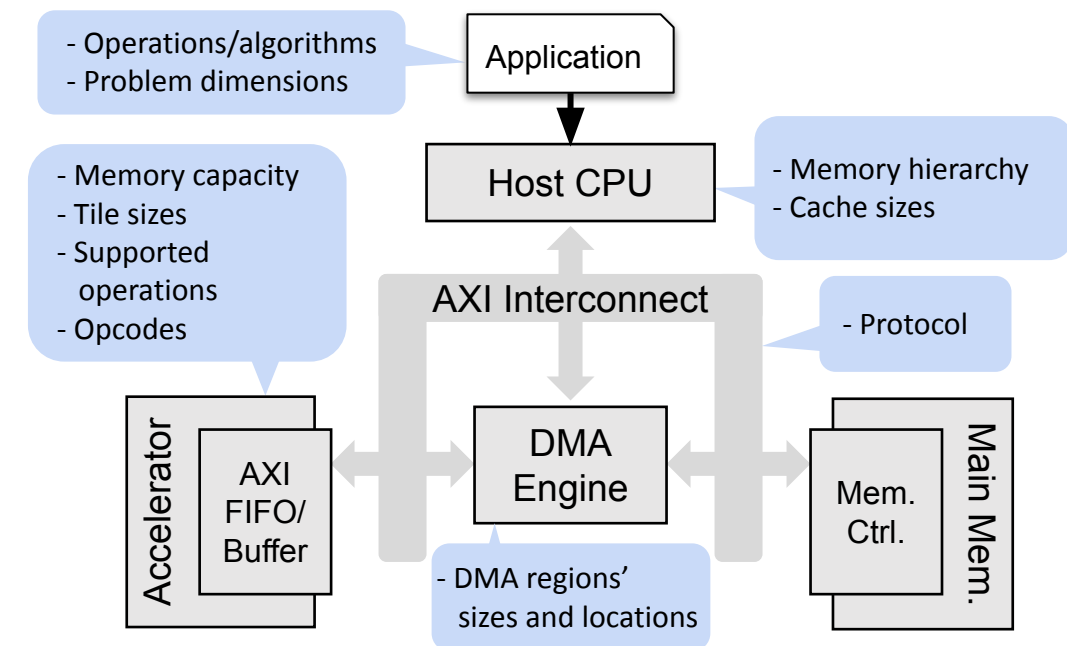 - Operations/algorithms
- Problem dimensions
Application
- Memory capacity
- Tile sizes
- Supported
operations
- Opcodes
Host CPU
- Memory hierarchy
- Cache sizes
AXI Interconnect
- Protocol
Accelerator
AXI
FIFO/
Buffer
DMA
Engine
Mem.
Ctrl.
Main Mem.
- DMA regions’
sizes and locations